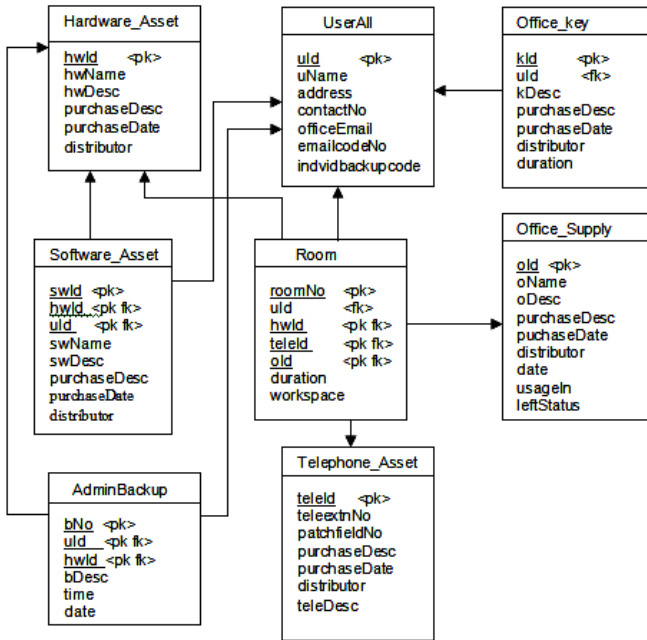 Hardware_Asset
hwId <pk>
hwName
hwDesc
purchaseDesc
purchaseDate
distributor
UserAll
uId <pk>
uName
address
contactNo
officeEmail
emailcodeNo
indvidbackupcode
Office_key
kId <pk>
uId <fk>
kDesc
purchaseDesc
purchaseDate
distributor
duration
Software_Asset
swId <pk>
hwId <pk fk>
uId <pk fk>
swName
swDesc
purchaseDesc
purchaseDate
distributor
Room
roomNo <pk>
uId <fk>
hwId <pk fk>
teleId <pk fk>
oId <pk fk>
duration
workspace
Office_Supply
oId <pk>
oName
oDesc
purchaseDesc
puchaseDate
distributor
date
usageIn
leftStatus
AdminBackup
bNo <pk>
uId <pk fk>
hwId <pk fk>
bDesc
time
date
Telephone_Asset
teleId <pk>
teleextnNo
patchfieldNo
purchaseDesc
purchaseDate
distributor
teleDesc